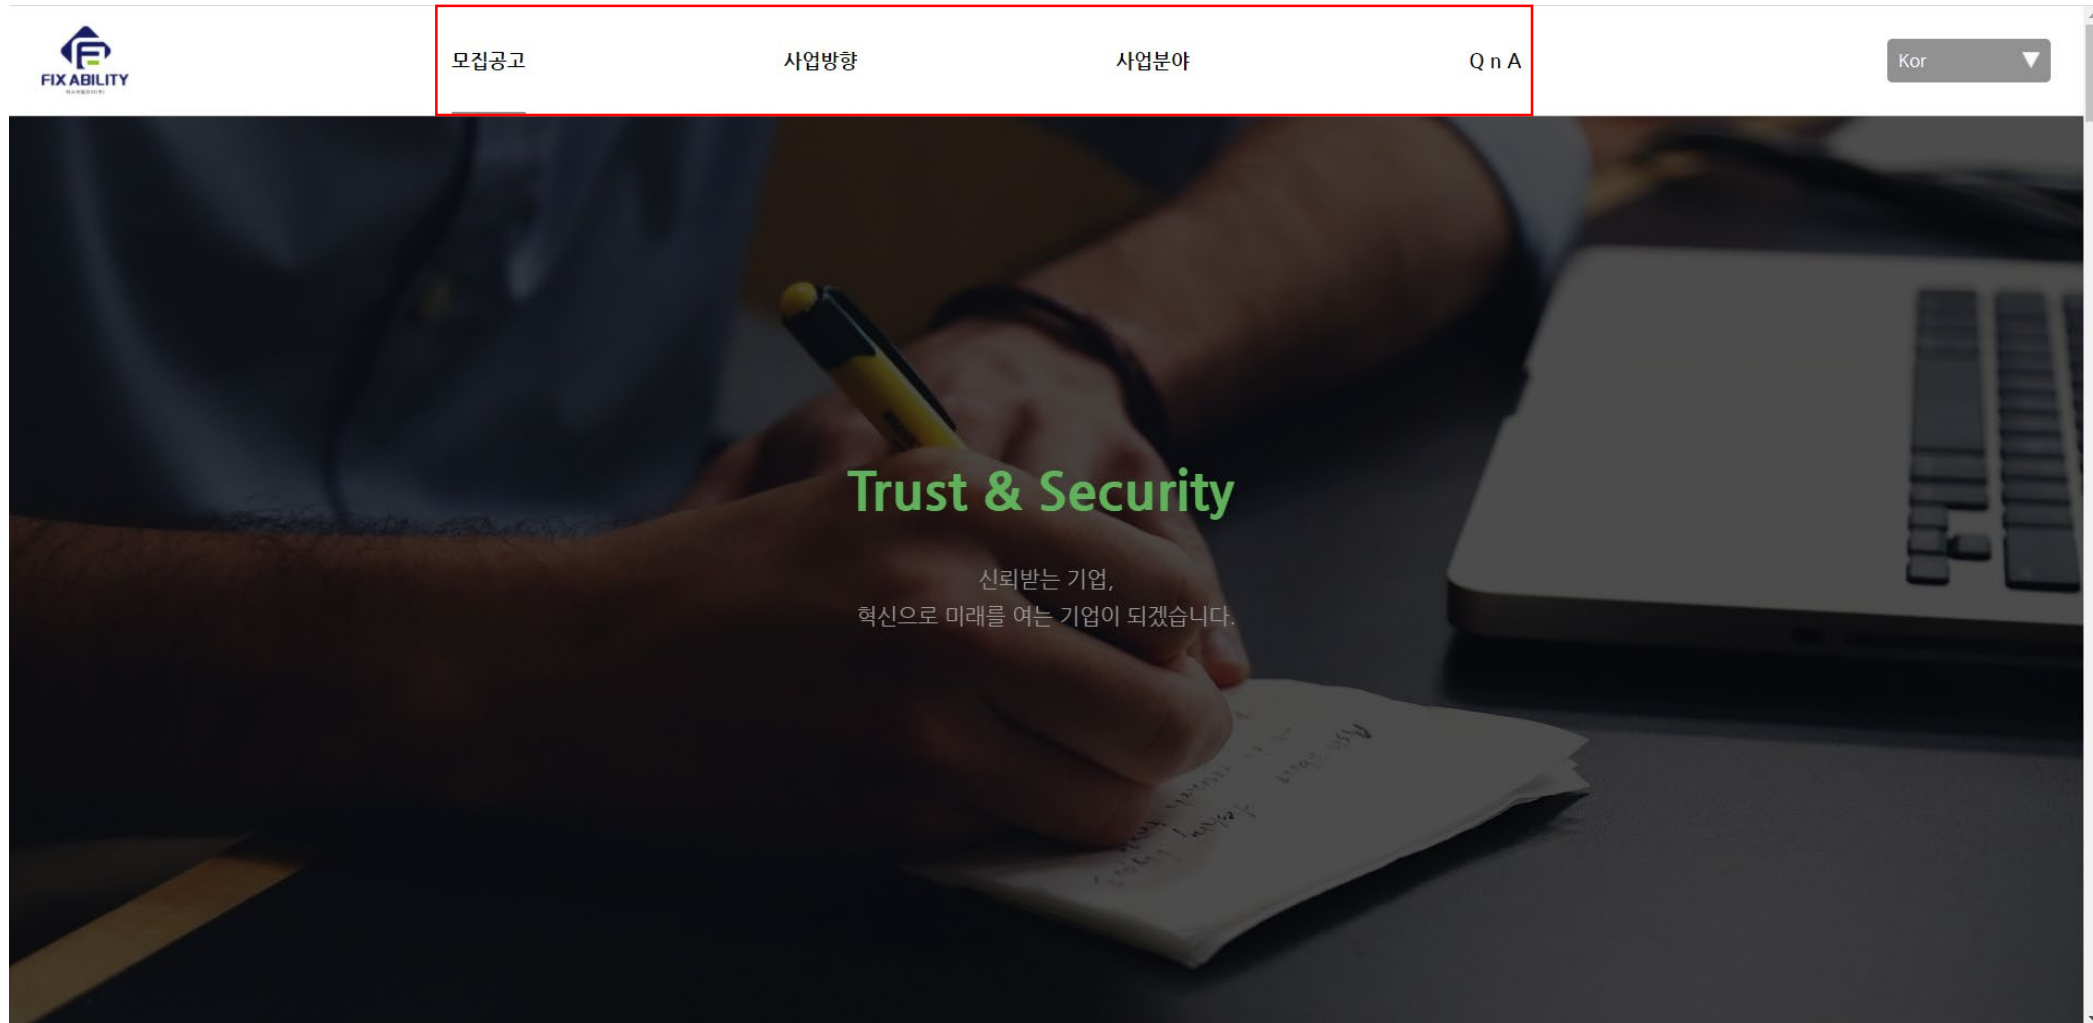 FIXABILITY
모집공고
사업방향
사업분야
Q n A
Kor
Trust & Security
신뢰받는 기업,
혁신으로 미래를 여는 기업이 되겠습니다.